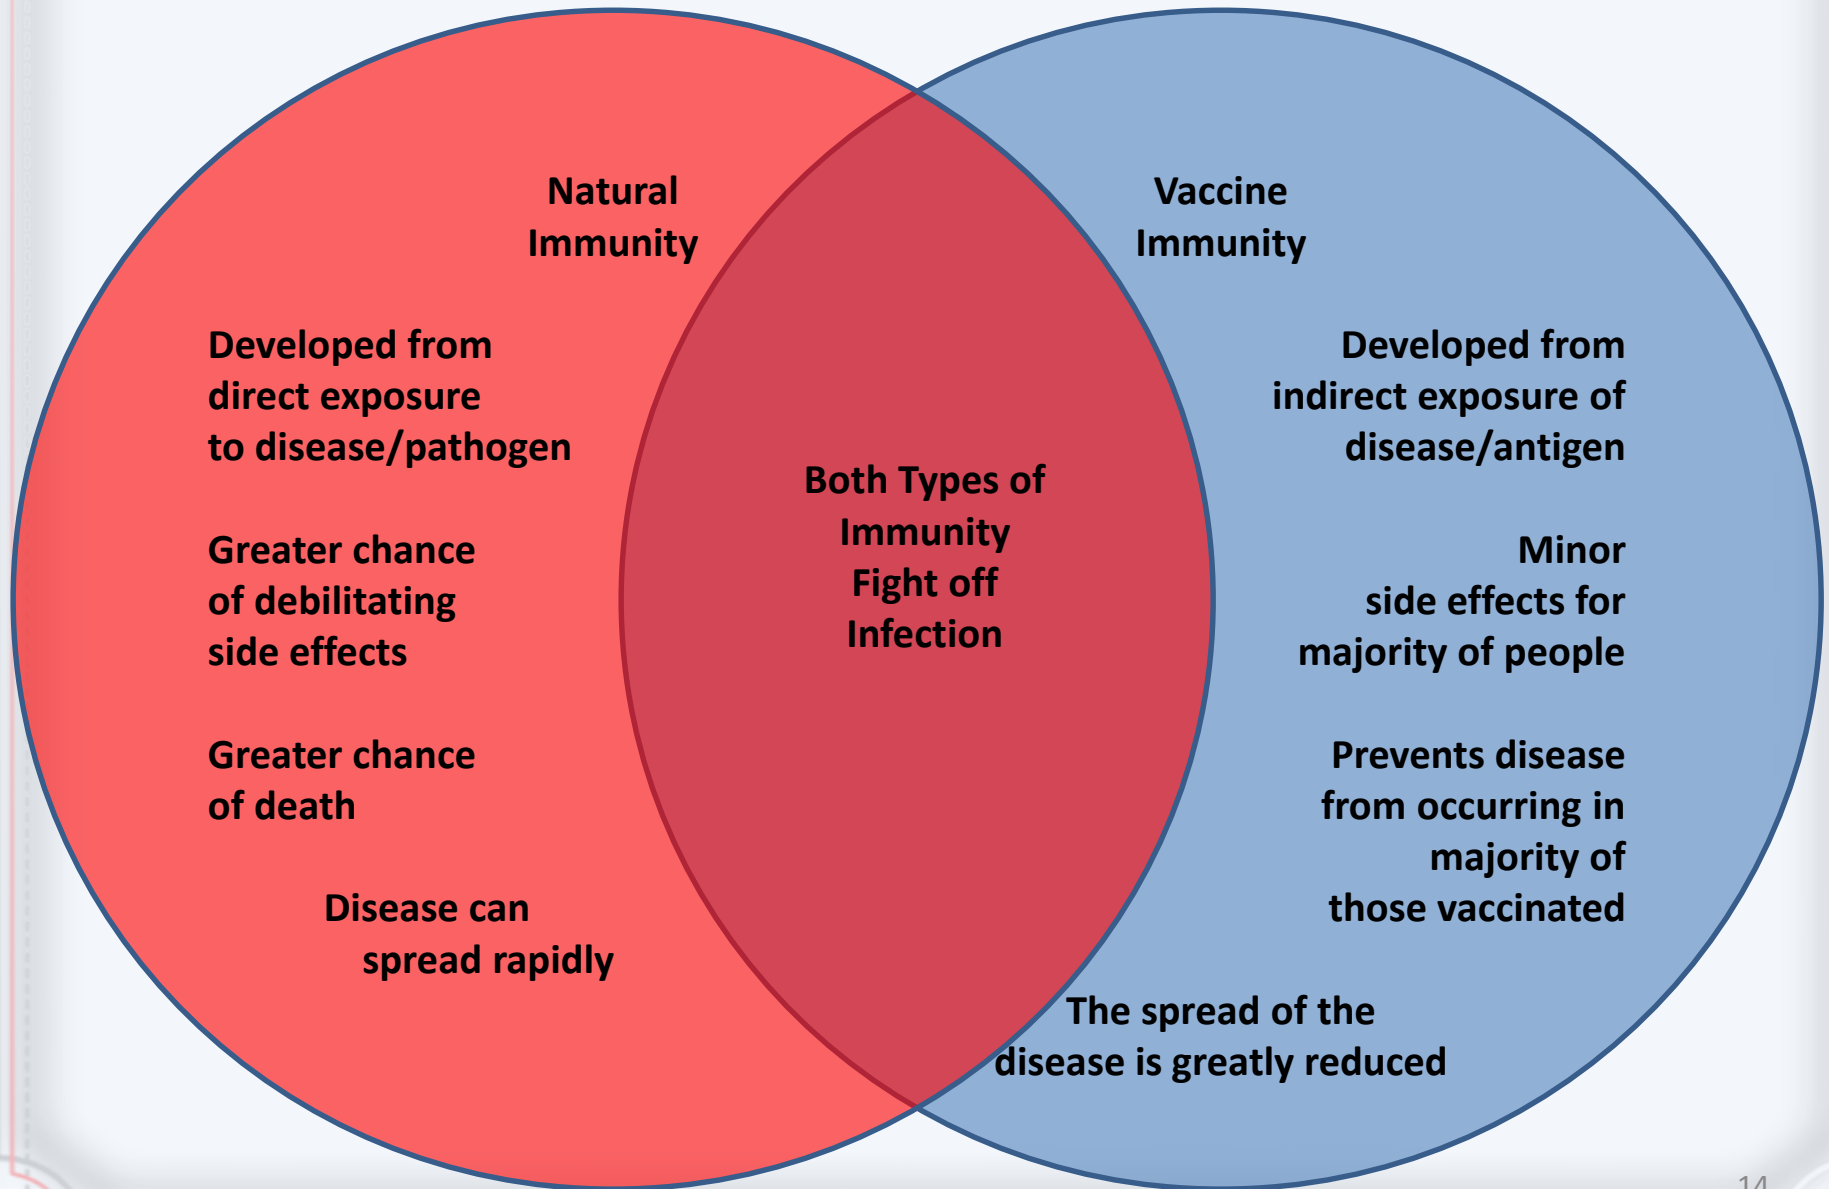 Natural
Immunity
Developed from
direct exposure
to disease/pathogen
Greater chance
of debilitating
side effects
Greater chance
of death
Disease can
spread rapidly
Both Types of
Immunity
Fight off
Infection
Vaccine
Immunity
Developed from
indirect exposure of
disease/antigen
Minor
side effects for
majority of people
Prevents disease
from occurring in
majority of
those vaccinated
The spread of the
disease is greatly reduced
14